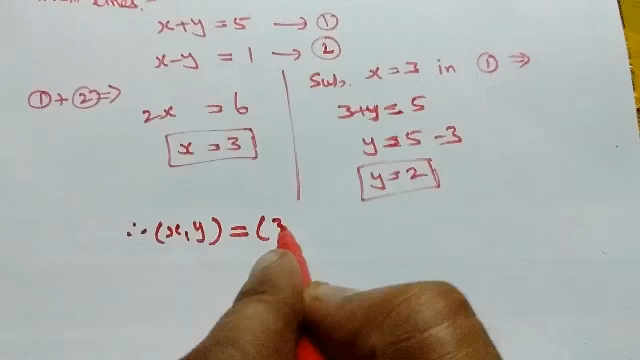 lines:-
x+y = 5 → ①
x-y = 1 → ②
①+②⇒
2x = 6
x = 3
Sub. x=3 in ① ⇒
3+y = 5
y = 5-3
y = 2
∴ (x,y) = (3